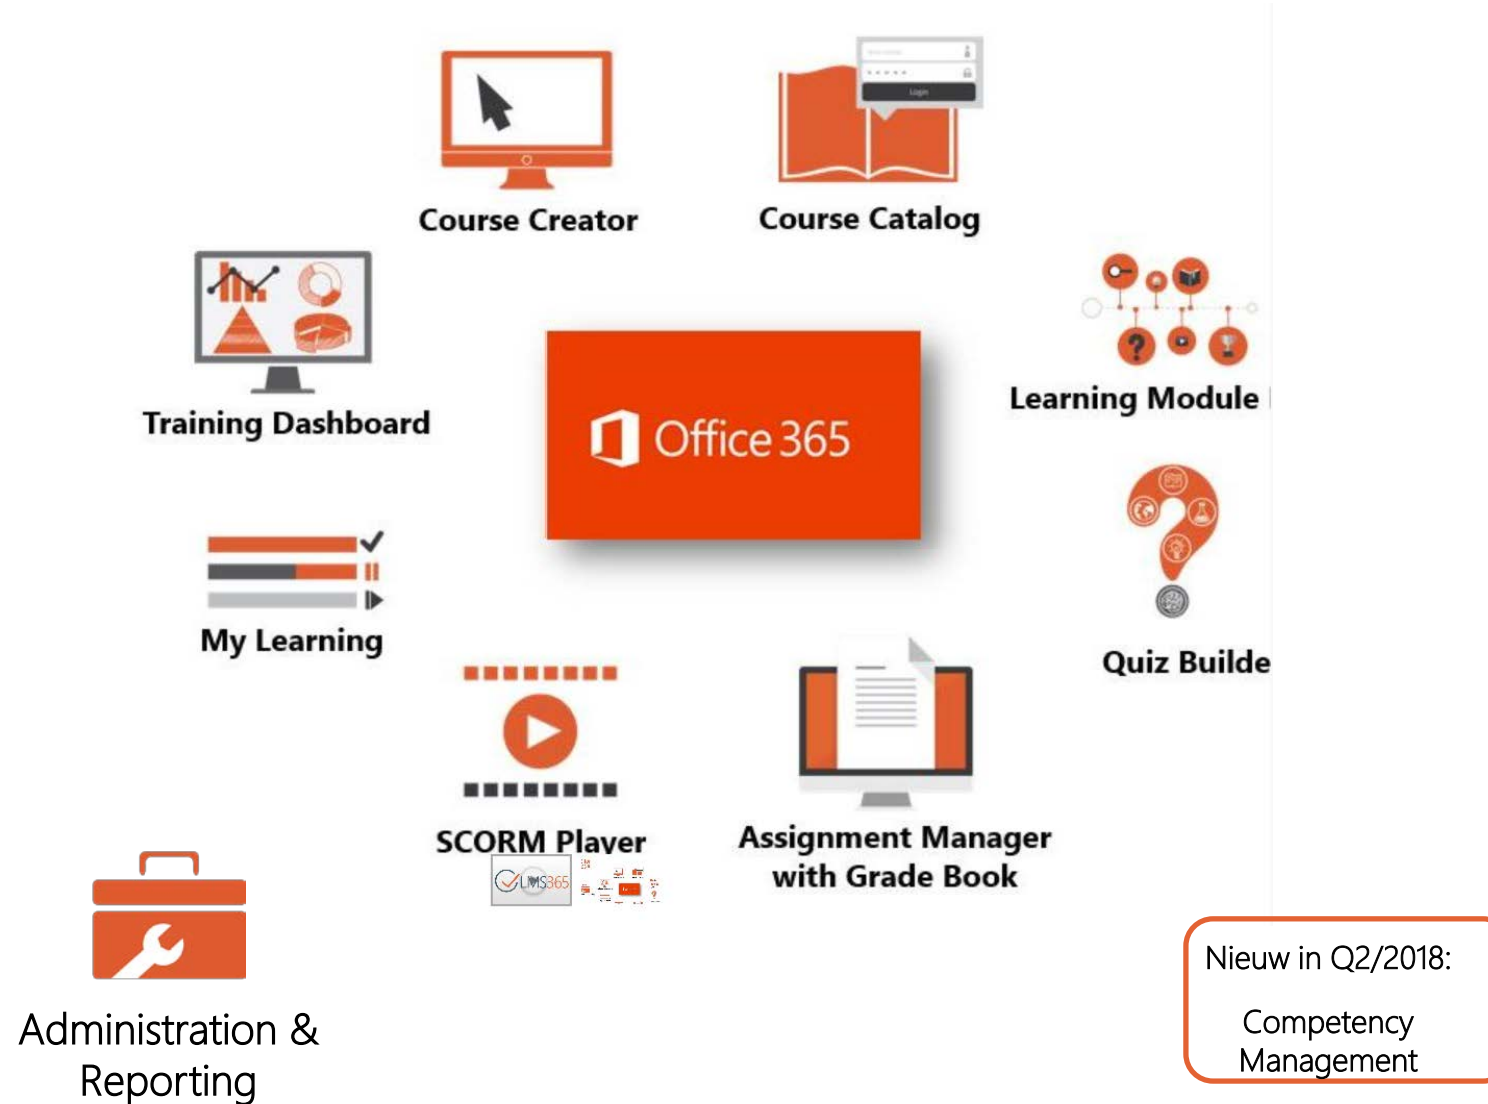 Login
Course Creator
Course Catalog
Training Dashboard
Office 365
Learning Module
My Learning
Quiz Builde
SCORM Player
LMS365
Assignment Manager
with Grade Book
Administration &
Reporting
Nieuw in Q2/2018:
Competency
Management